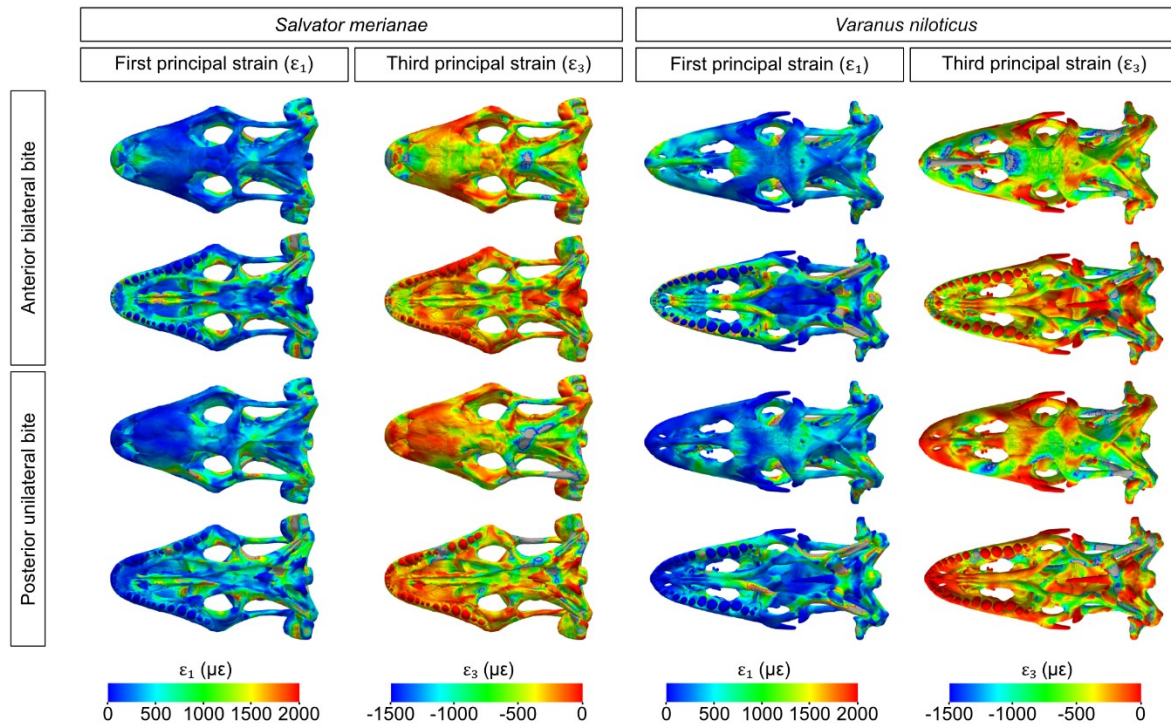 Salvator merianae
Varanus niloticus
First principal strain (ε1)
Third principal strain (ε3)
First principal strain (ε1)
Third principal strain (ε3)
Anterior bilateral bite
Posterior unilateral bite
ε1 (με)
ε3 (με)
ε1 (με)
ε3 (με)
0 500 1000 1500 2000
-1500 -1000 -500 0
0 500 1000 1500 2000
-1500 -1000 -500 0